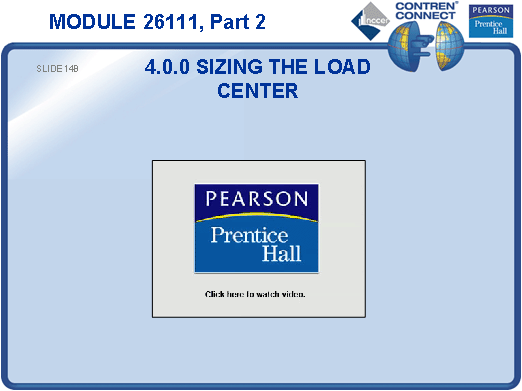 MODULE 26111, Part 2
nccer
CONTREN®
CONNECT
PEARSON
Prentice
Hall
SLIDE 14B
4.0.0 SIZING THE LOAD
CENTER
PEARSON
Prentice
Hall
Click here to watch video.